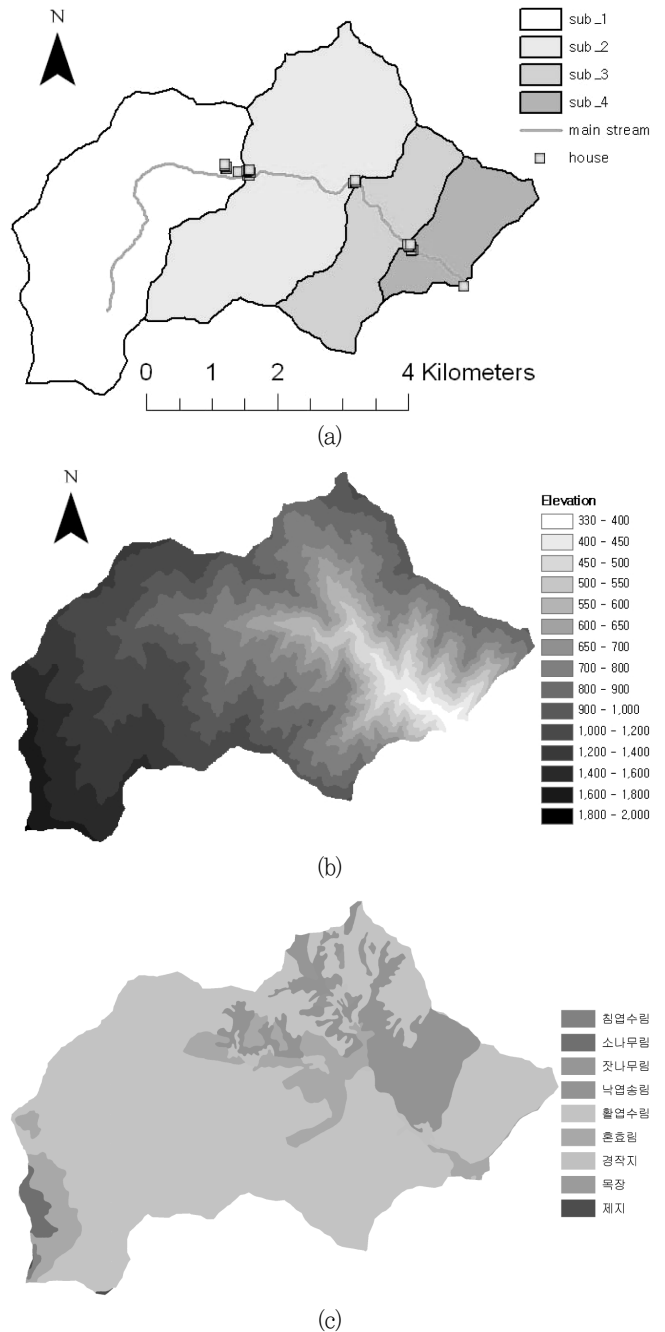 N
sub_1
sub_2
sub_3
sub_4
main stream
house
0 1 2 4 Kilometers
(a)
N
Elevation
330 - 400
400 - 450
450 - 500
500 - 550
550 - 600
600 - 650
650 - 700
700 - 800
800 - 900
900 - 1,000
1,000 - 1,200
1,200 - 1,400
1,400 - 1,600
1,600 - 1,800
1,800 - 2,000
(b)
침엽수림
소나무림
잣나무림
낙엽송림
활엽수림
혼효림
경작지
목장
제지
(c)